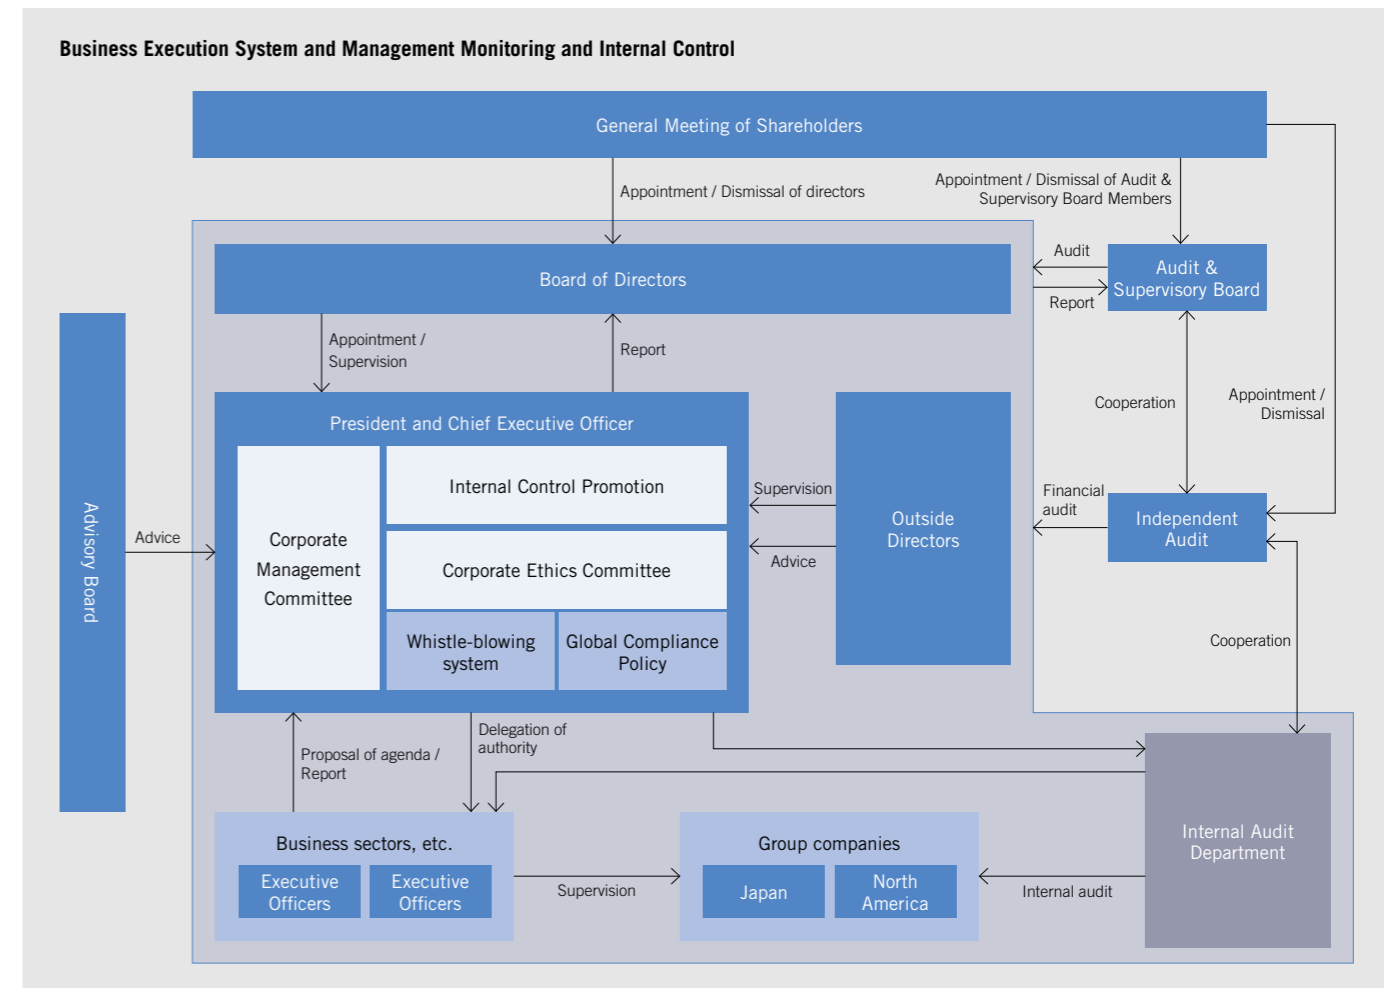 Business Execution System and Management Monitoring and Internal Control
General Meeting of Shareholders
Appointment / Dismissal of directors
Appointment / Dismissal of Audit &
Supervisory Board Members
Board of Directors
Audit
Report
Audit &
Supervisory Board
Appointment /
Supervision
Report
Cooperation
Appointment /
Dismissal
President and Chief Executive Officer
Corporate
Management
Committee
Internal Control Promotion
Corporate Ethics Committee
Whistle-blowing
system
Global Compliance
Policy
Supervision
Advice
Outside
Directors
Financial
audit
Independent
Audit
Advisory Board
Advice
Cooperation
Proposal of agenda /
Report
Delegation of
authority
Internal Audit
Department
Business sectors, etc.
Executive
Officers
Executive
Officers
Supervision
Group companies
Japan
North
America
Internal audit